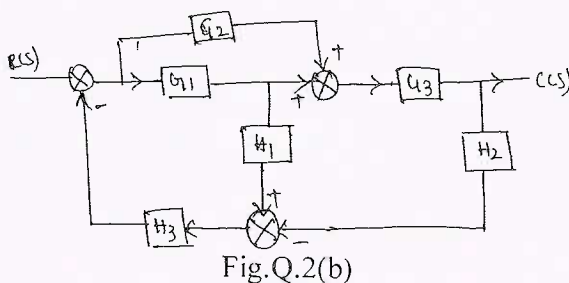 G2
R(S)
+
-
G1
+
G3
C(S)
H1
H2
+
H3
-
Fig.Q.2(b)